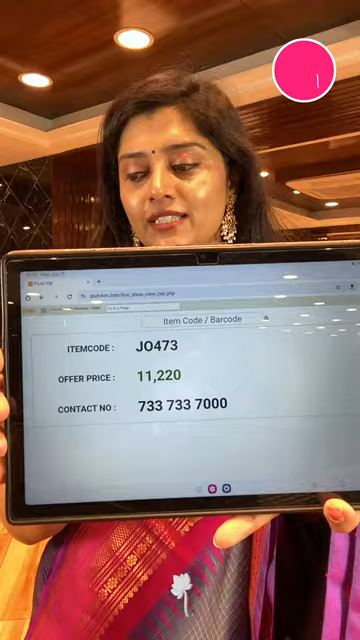 Item Code / Barcode
ITEMCODE : JO473
OFFER PRICE : 11,220
CONTACT NO : 733 733 7000